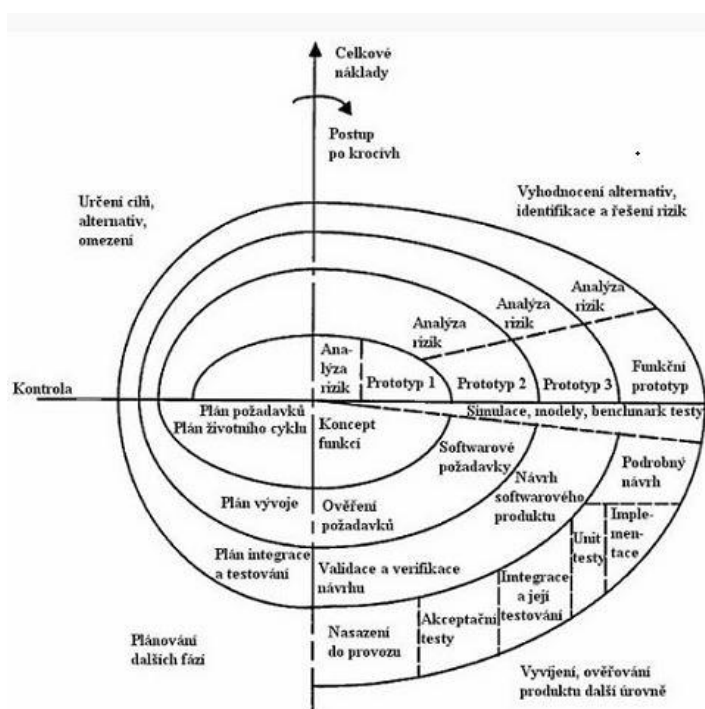 Celkové
náklady
Postup
po krocívh
Určení cílů,
alternativ,
omezení
Vyhodnocení alternativ,
identifikace a řešení rizik
Analýza
rizik
Analýza
rizik
Analýza
rizik
Ana-
lýza
rizik
Prototyp 1
Prototyp 2
Prototyp 3
Funkční
prototyp
Kontrola
Simulace, modely, benchmark testy
Plán požadavků
Plán životního cyklu
Koncept
funkcí
Softwarové
požadavky
Podrobný
návrh
Návrh
softwarového
produktu
Plán vývoje
Ověření
požadavků
Unit
testy
Imple-
men-
tace
Plán integrace
a testování
Validace a verifikace
návrhu
Imtegrace
a její
testování
Akceptační
testy
Nasazení
do provozu
Plánování
dalších fází
Vyvíjení, ověřování
produktu další úrovně